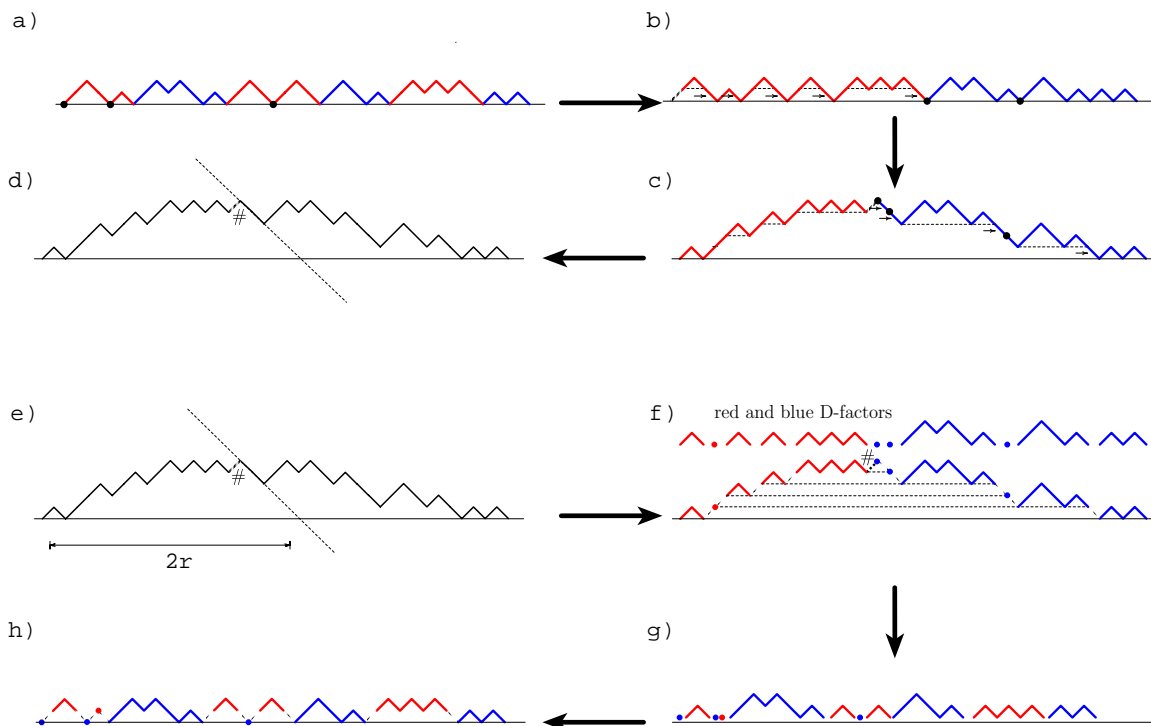 a)
b)
d)
c)
#
e)
f)
red and blue D-factors
#
#
2r
h)
g)